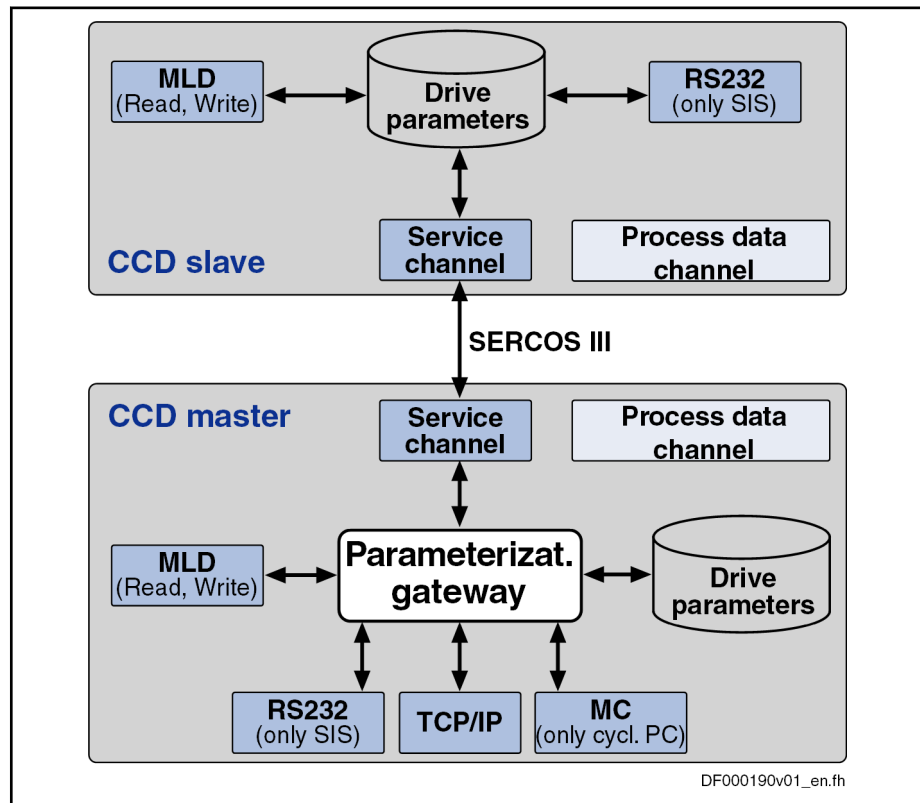 MLD
(Read, Write)
Drive
parameters
RS232
(only SIS)
CCD slave
Service
channel
Process data
channel
SERCOS III
CCD master
Service
channel
Process data
channel
MLD
(Read, Write)
Parameterizat.
gateway
Drive
parameters
RS232
(only SIS)
TCP/IP
MC
(only cycl. PC)
DF000190v01_en.fh